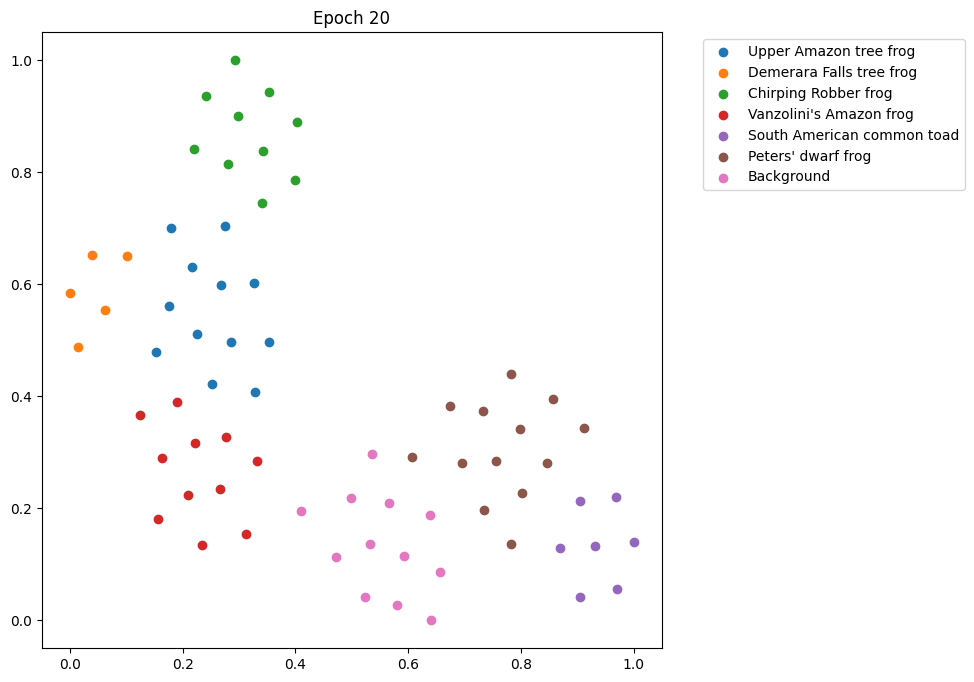 Epoch 20
Upper Amazon tree frog
Demerara Falls tree frog
Chirping Robber frog
Vanzolini's Amazon frog
South American common toad
Peters' dwarf frog
Background
1.0
0.8
0.6
0.4
0.2
0.0
0.0 0.2 0.4 0.6 0.8 1.0